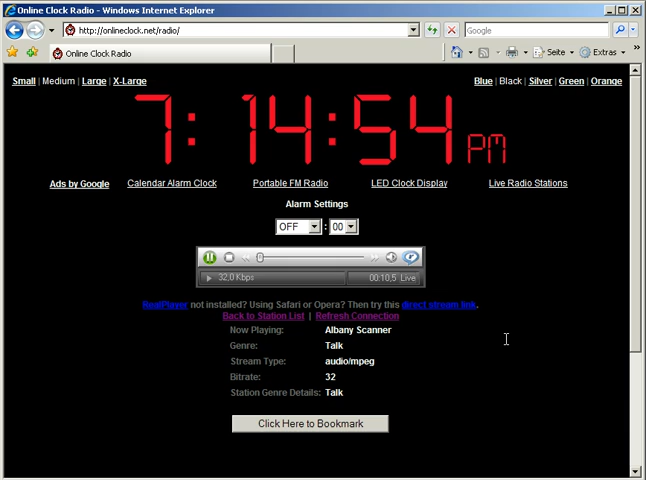 Online Clock Radio - Windows Internet Explorer
http://onlineclock.net/radio/
Google
Online Clock Radio
Seite
Extras
Small | Medium | Large | X-Large
Blue | Black | Silver | Green | Orange
7:14:54 PM
Ads by Google Calendar Alarm Clock Portable FM Radio LED Clock Display Live Radio Stations
Alarm Settings
OFF : 00
32,0 Kbps 00:10,5 Live
RealPlayer not installed? Using Safari or Opera? Then try this direct stream link.
Back to Station List | Refresh Connection
Now Playing: Albany Scanner
Genre: Talk
Stream Type: audio/mpeg
Bitrate: 32
Station Genre Details: Talk
Click Here to Bookmark